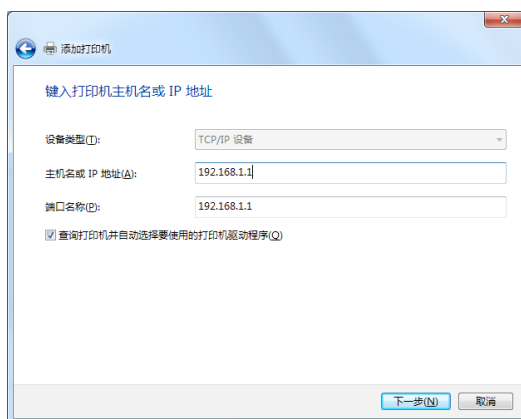 添加打印机
键入打印机主机名或 IP 地址
设备类型(T): TCP/IP 设备
主机名或 IP 地址(A): 192.168.1.1
端口名称(P): 192.168.1.1
查询打印机并自动选择要使用的打印机驱动程序(Q)
下一步(N) 取消